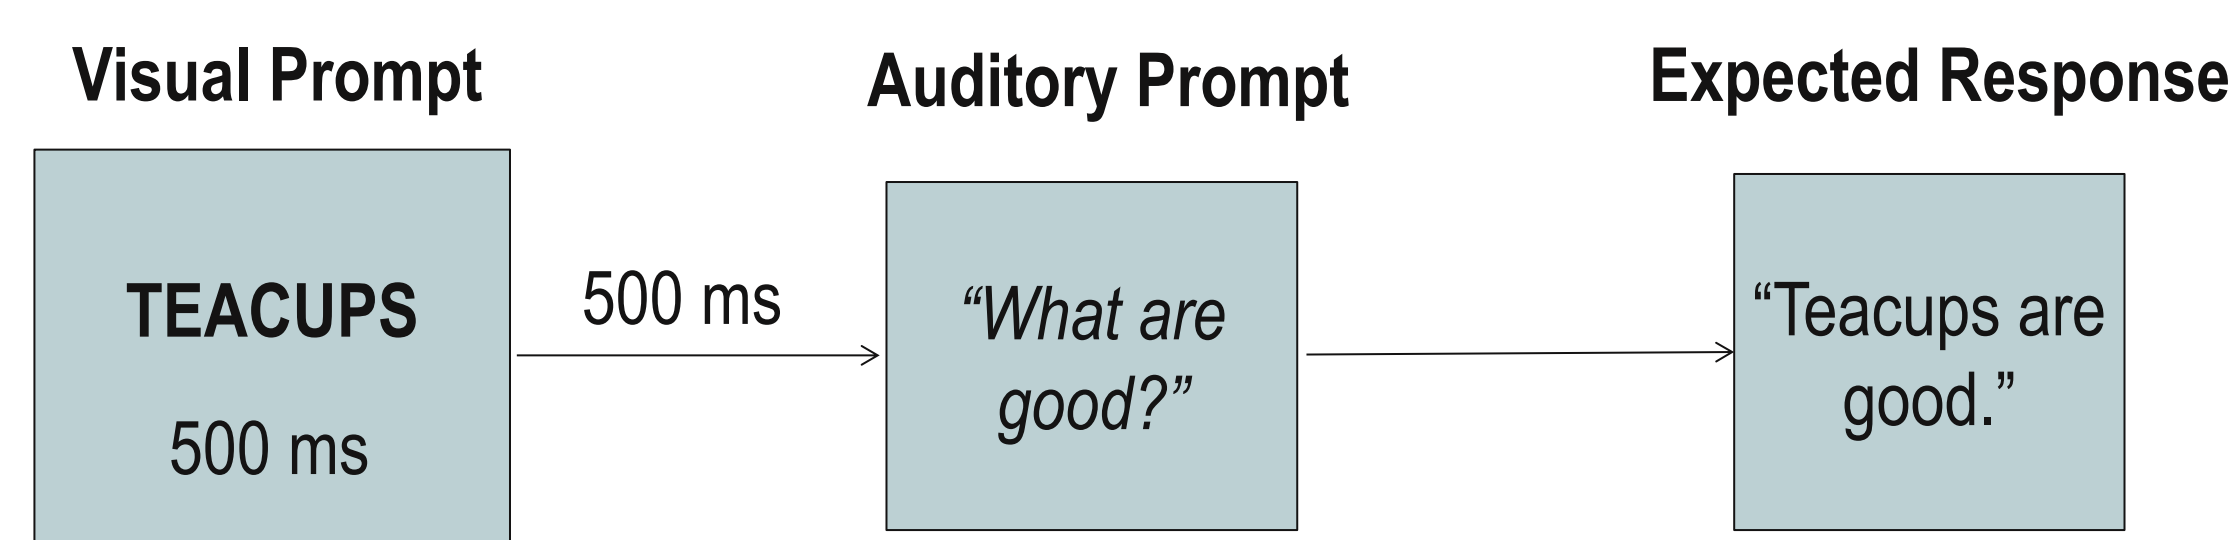 Visual Prompt
Auditory Prompt
Expected Response
TEACUPS
500 ms
500 ms
“What are
good?”
“Teacups are
good.”